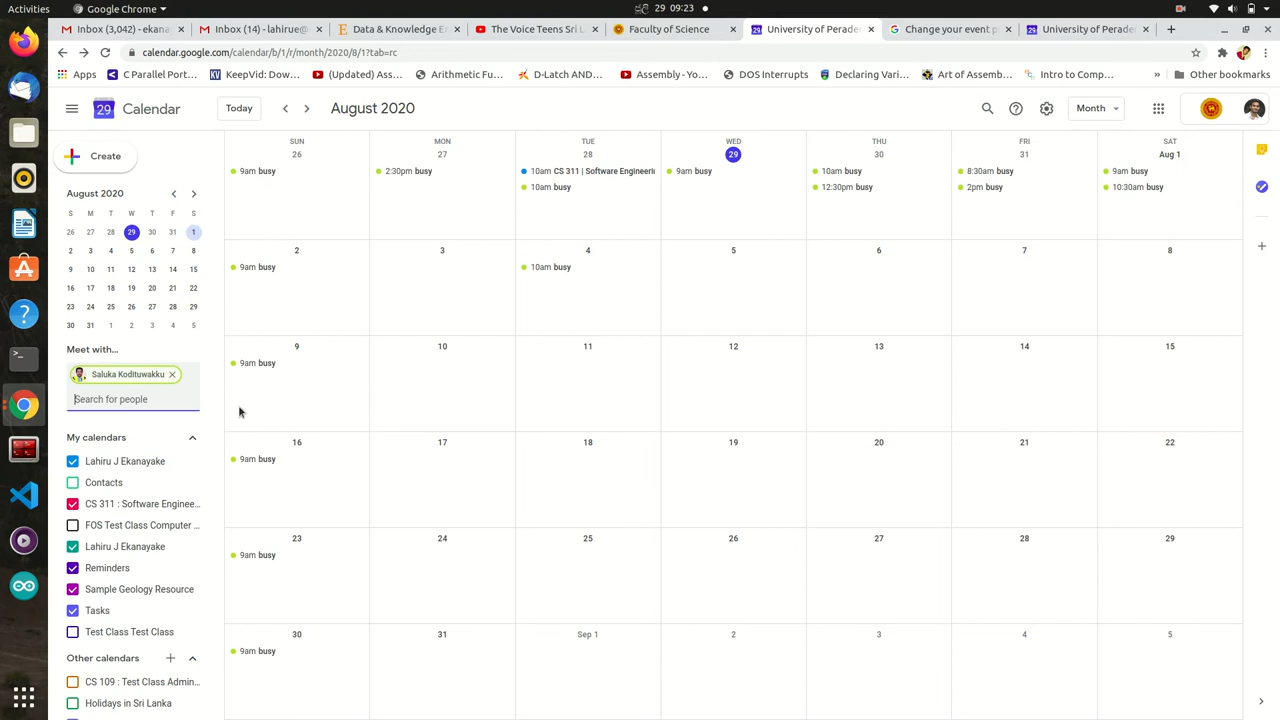 Activities
Google Chrome
29 09:23
Inbox (3,042) - ekana
Inbox (14) - lahirue@
Data & Knowledge E
The Voice Teens Sri L
Faculty of Science
University of Perade
Change your event p
University of Perade
calendar.google.com/calendar/b/1/r/month/2020/8/1?tab=rc
Apps
C Parallel Port...
KeepVid: Dow...
(Updated) Ass...
Arithmetic Fu...
D-Latch AND...
Assembly - Yo...
DOS Interrupts
Declaring Vari...
Art of Assemb...
Intro to Comp...
»
Other bookmarks
29
Calendar
Today
August 2020
Month
Create
August 2020
S M T W T F S
26 27 28 29 30 31 1
2 3 4 5 6 7 8
9 10 11 12 13 14 15
16 17 18 19 20 21 22
23 24 25 26 27 28 29
30 31 1 2 3 4 5
Meet with...
Saluka Kodituwakku
Search for people
My calendars
Lahiru J Ekanayake
Contacts
CS 311 : Software Enginee...
FOS Test Class Computer ...
Lahiru J Ekanayake
Reminders
Sample Geology Resource
Tasks
Test Class Test Class
Other calendars
CS 109 : Test Class Admin...
Holidays in Sri Lanka
SUN MON TUE WED THU FRI SAT
26 27 28 29 30 31 Aug 1
9am busy
2:30pm busy
10am CS 311 | Software Engineeri
10am busy
9am busy
10am busy
12:30pm busy
8:30am busy
2pm busy
9am busy
10:30am busy
2 3 4 5 6 7 8
9am busy
10am busy
9 10 11 12 13 14 15
9am busy
16 17 18 19 20 21 22
9am busy
23 24 25 26 27 28 29
9am busy
30 31 Sep 1 2 3 4 5
9am busy